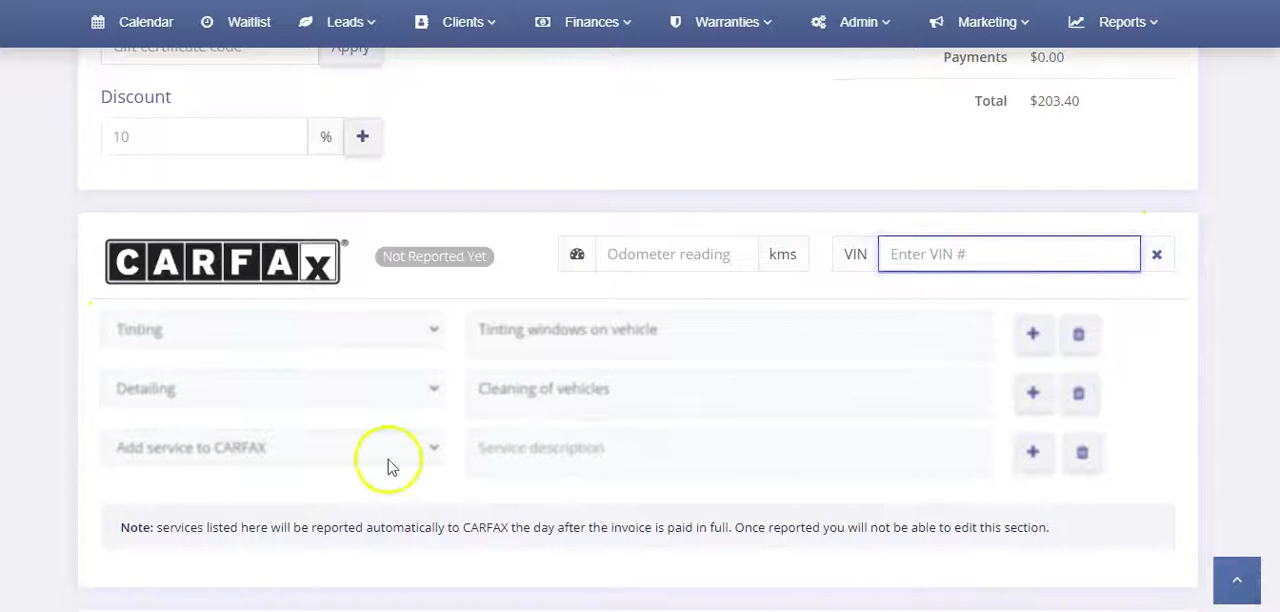 Calendar Waitlist Leads Clients Finances Warranties Admin Marketing Reports
Gift certificate code Apply
Payments $0.00
Discount
Total $203.40
10 %
CARFAX® Not Reported Yet Odometer reading kms VIN Enter VIN #
Tinting Tinting windows on vehicle
Detailing Cleaning of vehicles
Add service to CARFAX Service description
Note: services listed here will be reported automatically to CARFAX the day after the invoice is paid in full. Once reported you will not be able to edit this section.